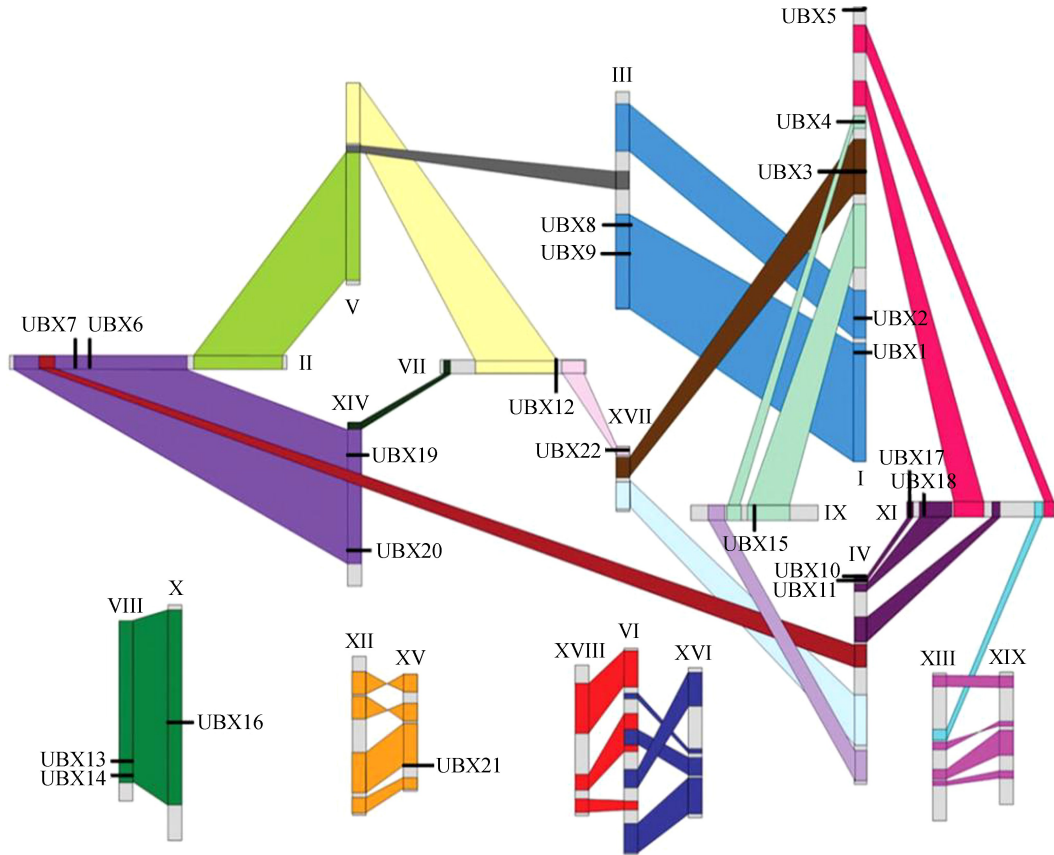 UBX5
III
UBX4
UBX3
UBX8
UBX9
V
UBX2
UBX7 UBX6
UBX1
II
VII
XIV
UBX12
XVII
UBX19
UBX22
UBX17
I
UBX18
IX
XI
UBX20
UBX15
IV
UBX10
UBX11
X
VIII
XII
XV
XVIII
VI
XVI
XIII
XIX
UBX16
UBX13
UBX14
UBX21